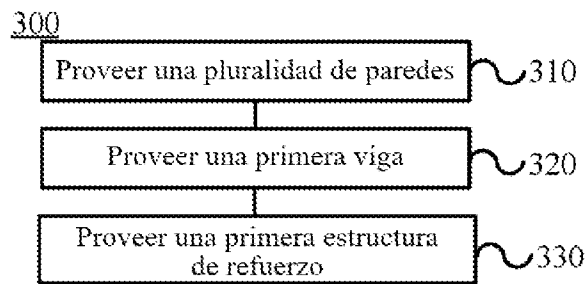 300
Proveer una pluralidad de paredes
310
Proveer una primera viga
320
Proveer una primera estructura
de refuerzo
330